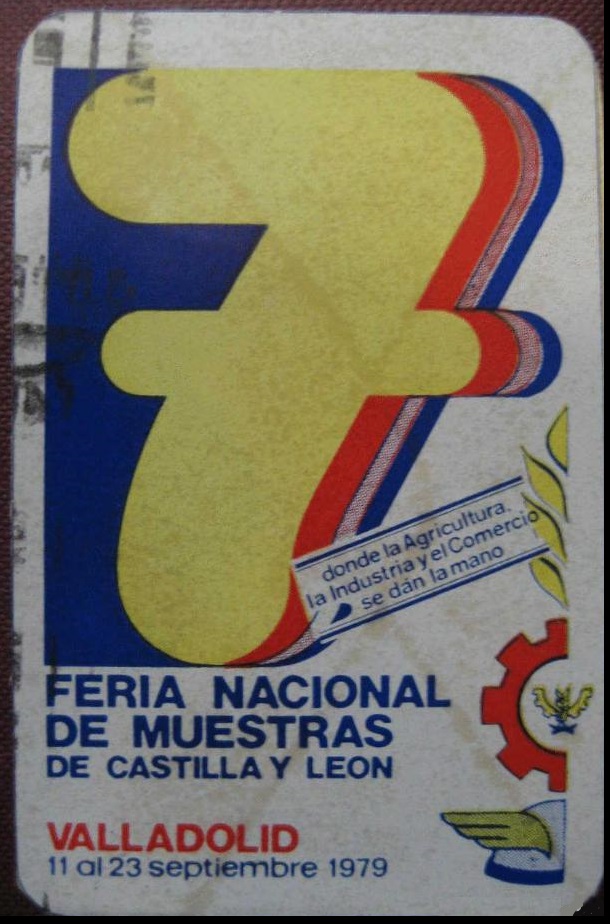 7
donde la Agricultura,
la Industria y el Comercio
se dán la mano
FERIA NACIONAL
DE MUESTRAS
DE CASTILLA Y LEON
VALLADOLID
11 al 23 septiembre 1979